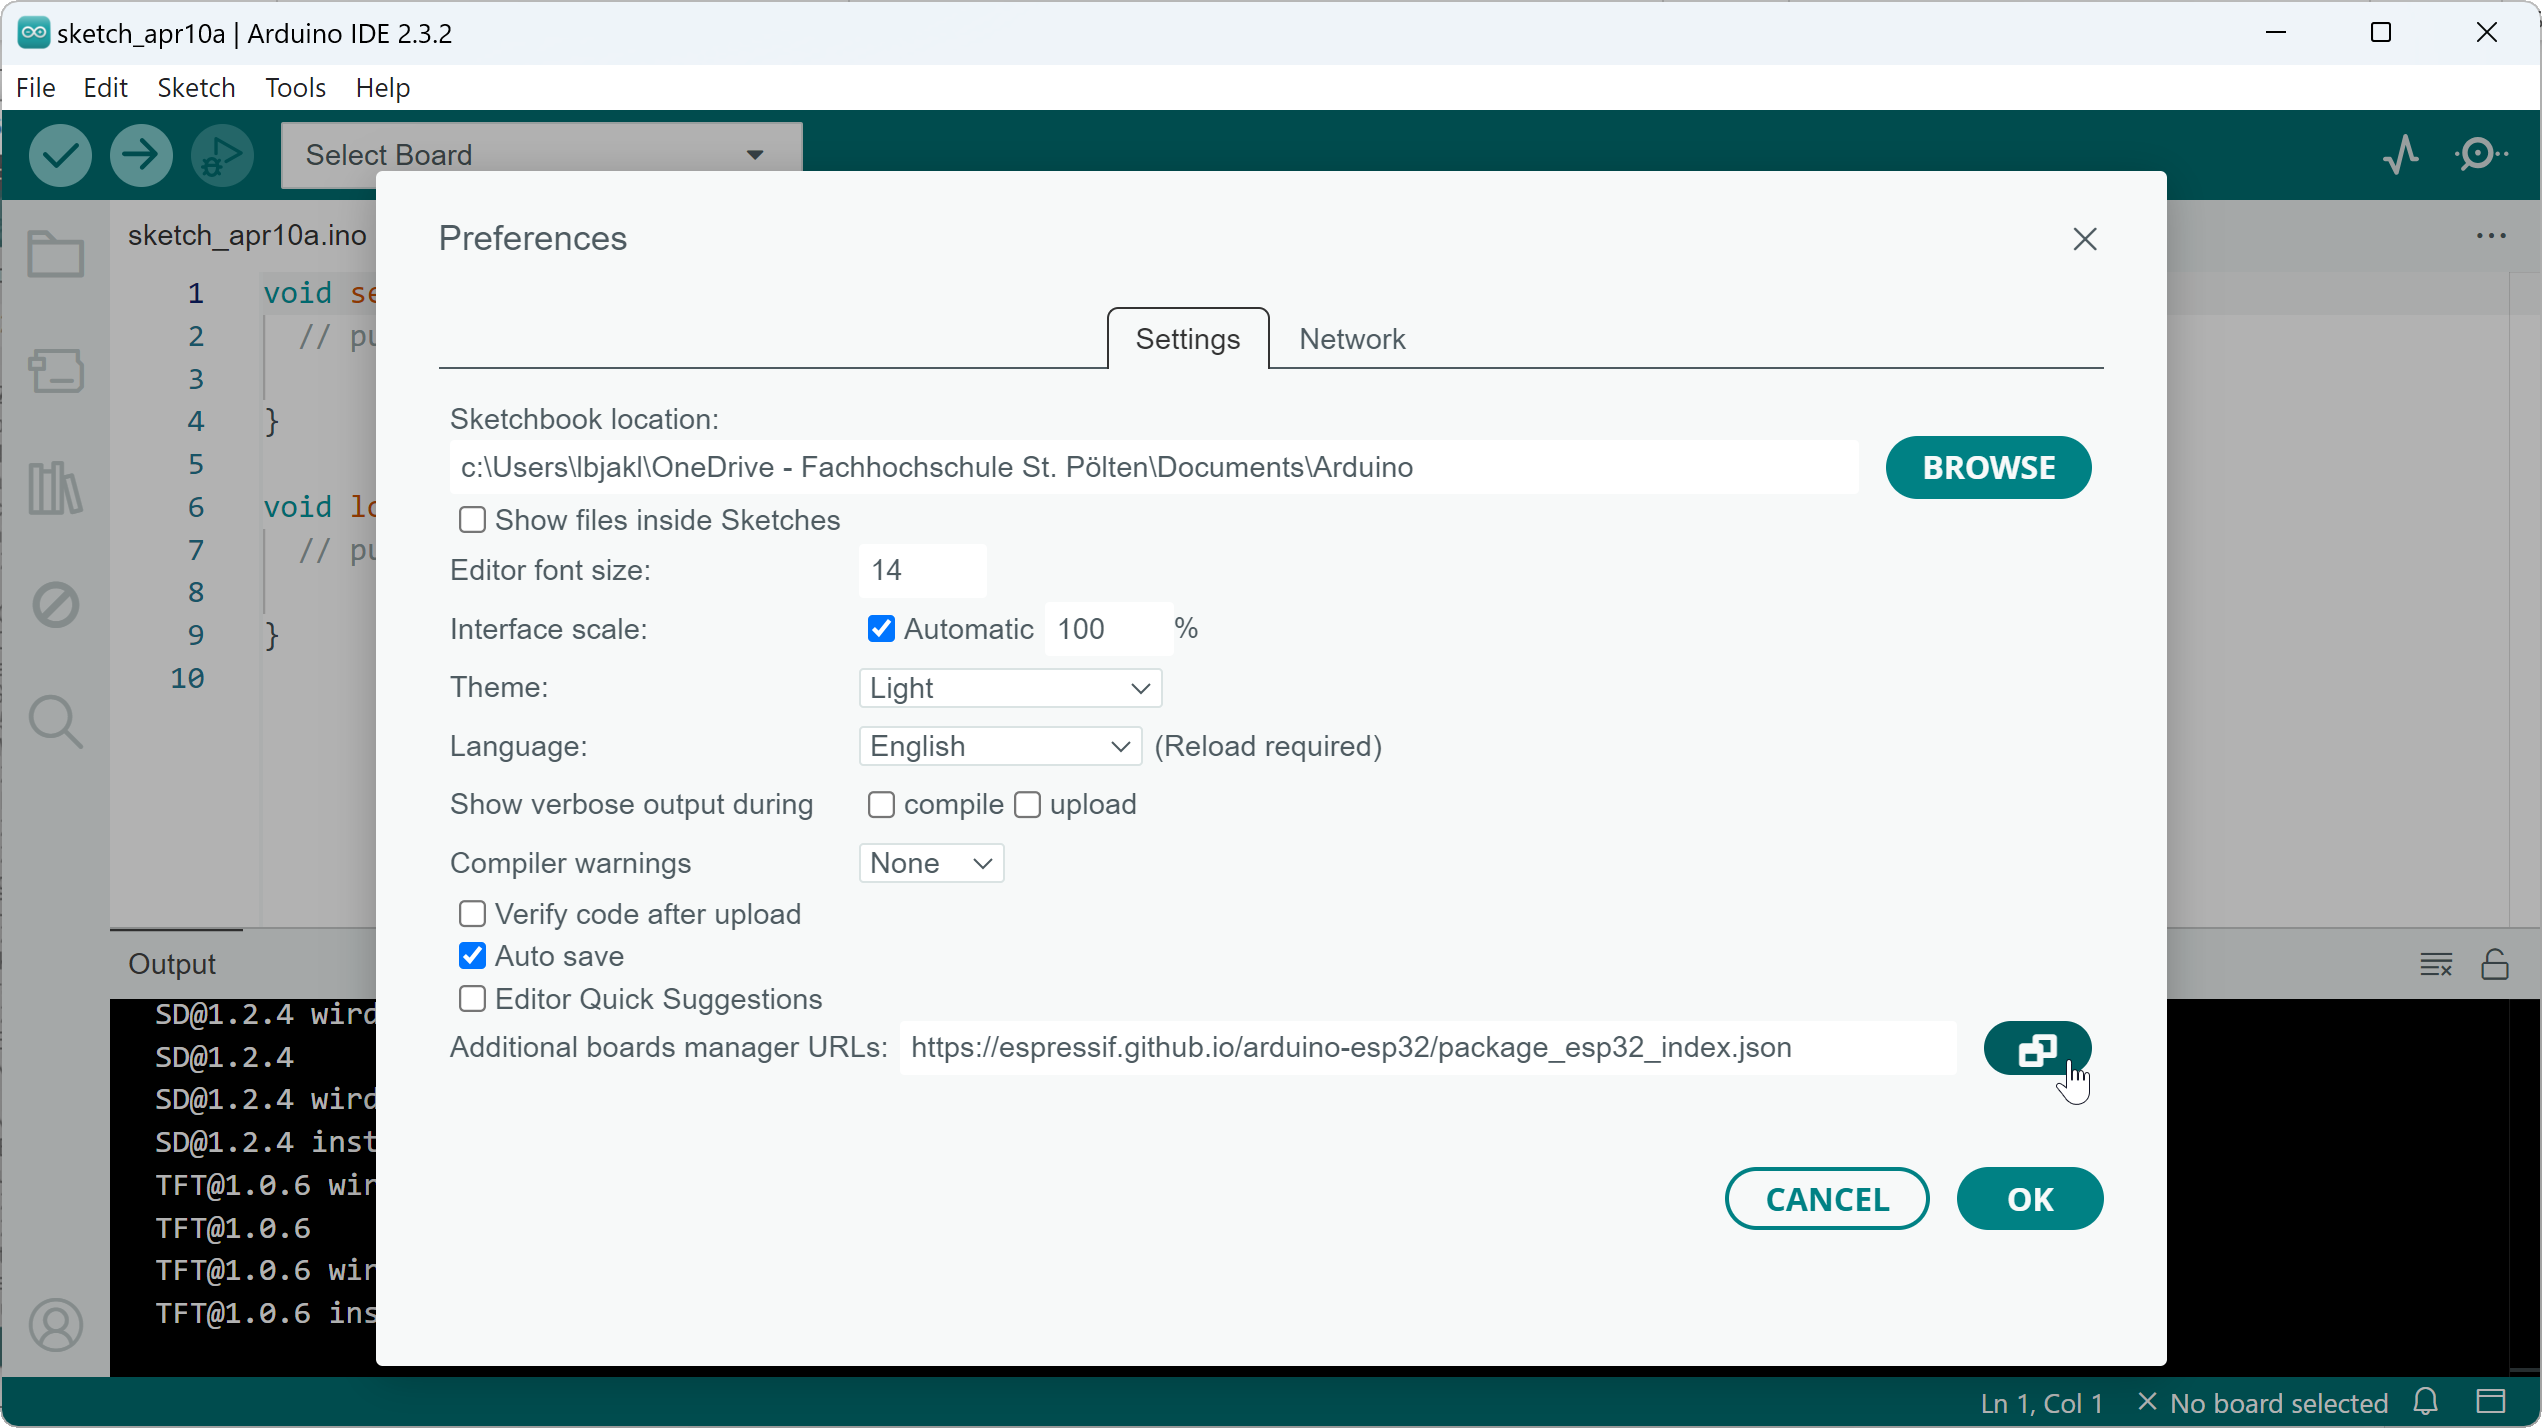 sketch_apr10a | Arduino IDE 2.3.2
File Edit Sketch Tools Help
Select Board
sketch_apr10a.ino
1 void se
2 // pu
3
4 }
5
6 void lo
7 // pu
8
9 }
10
Preferences
Settings Network
Sketchbook location:
c:\Users\lbjakl\OneDrive - Fachhochschule St. Pölten\Documents\Arduino BROWSE
Show files inside Sketches
Editor font size: 14
Interface scale: Automatic 100 %
Theme: Light
Language: English (Reload required)
Show verbose output during compile upload
Compiler warnings None
Verify code after upload
Auto save
Editor Quick Suggestions
Additional boards manager URLs: https://espressif.github.io/arduino-esp32/package_esp32_index.json
CANCEL OK
Output
SD@1.2.4 wird
SD@1.2.4
SD@1.2.4 wird
SD@1.2.4 inst
TFT@1.0.6 wir
TFT@1.0.6
TFT@1.0.6 wir
TFT@1.0.6 ins
Ln 1, Col 1 No board selected